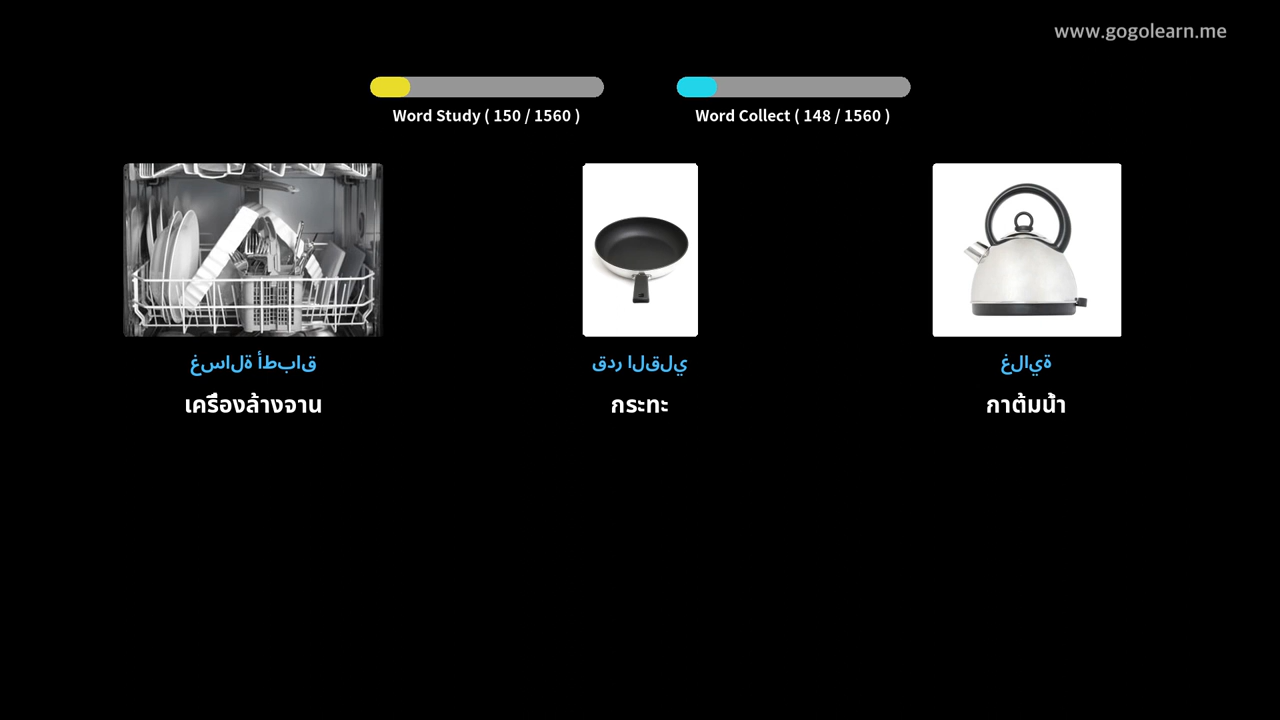 www.gogolearn.me
Word Study ( 150 / 1560 )
Word Collect ( 148 / 1560 )
غسالة أطباق
قدر القلي
غلاية
เครื่องล้างจาน
กระทะ
กาต้มน้ำ